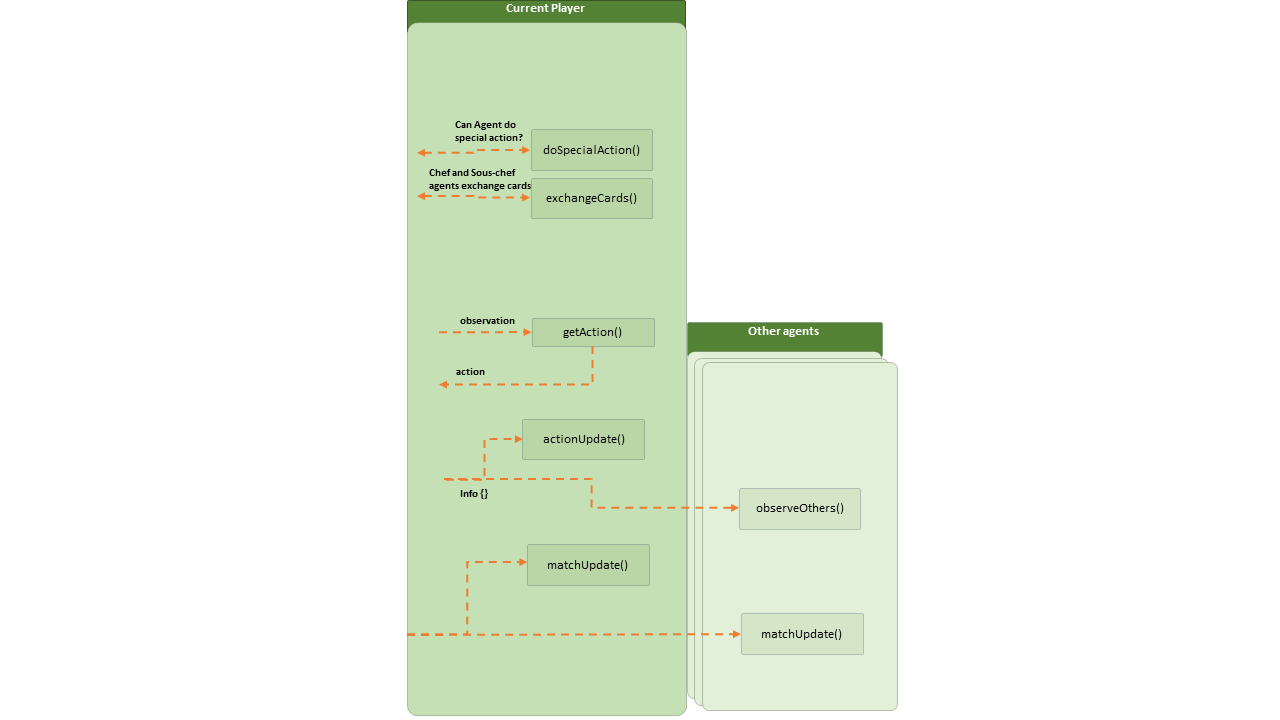 Current Player
Can Agent do
special action?
doSpecialAction()
Chef and Sous-chef
agents exchange cards
exchangeCards()
observation
getAction()
Other agents
action
actionUpdate()
Info {}
observeOthers()
matchUpdate()
matchUpdate()